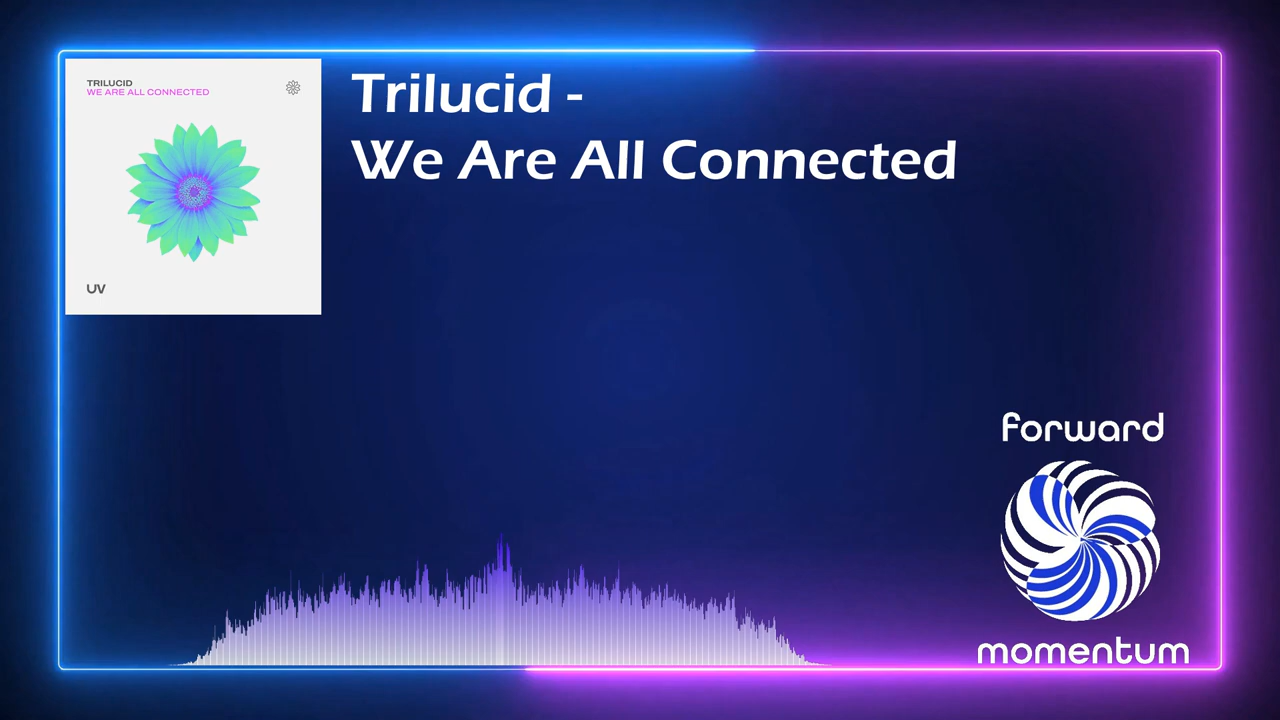 TRILUCID
WE ARE ALL CONNECTED
UV
Trilucid -
We Are All Connected
forward
momentum